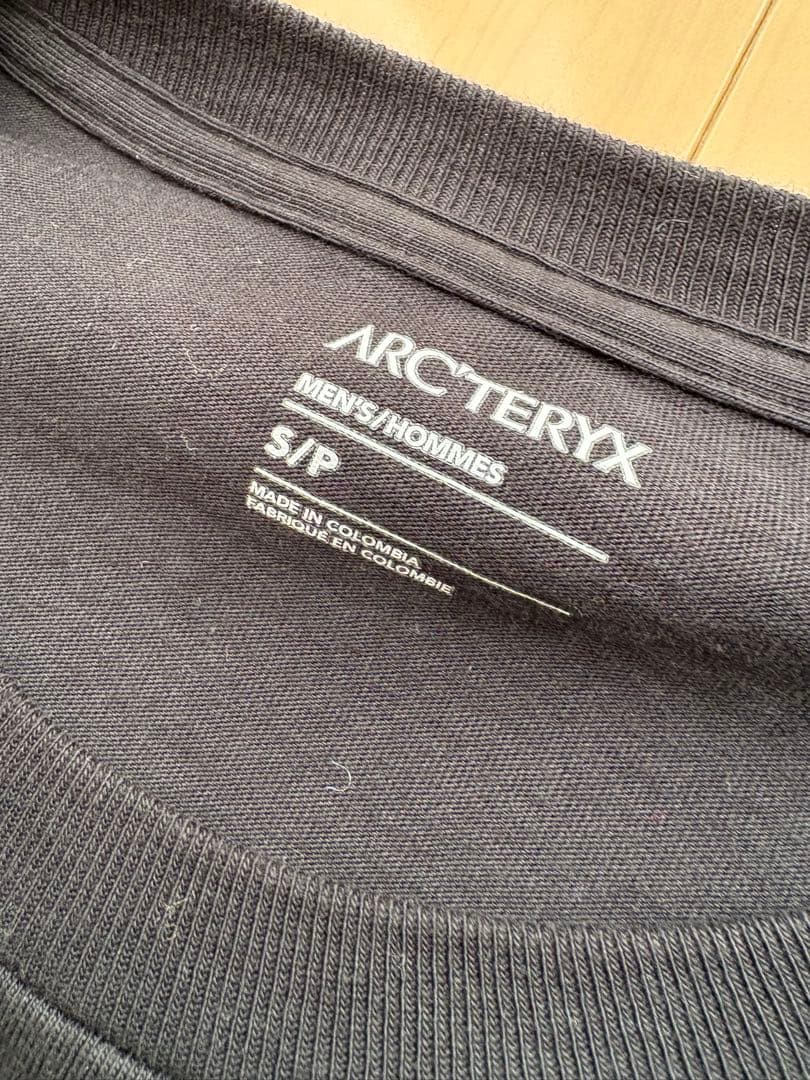 ARC'TERYX
MEN'S/HOMMES
S/P
MADE IN COLOMBIA
FABRIQUÉ EN COLOMBIE